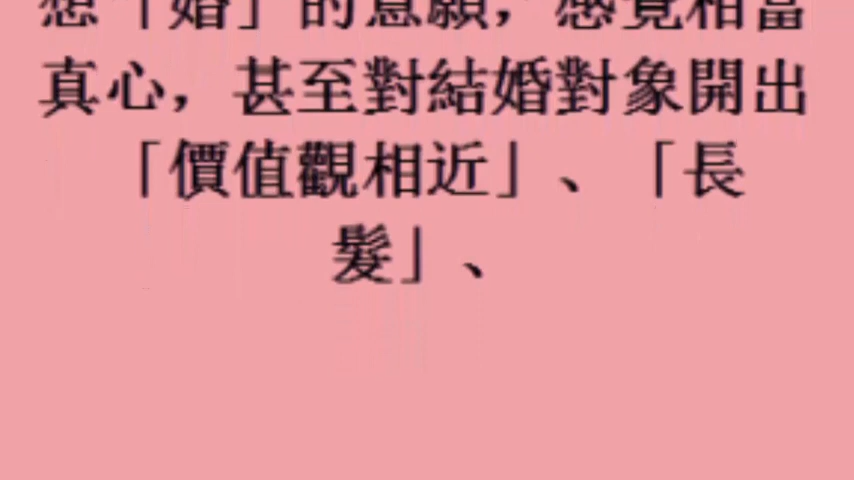 想「婚」的意願，感覺相當
真心，甚至對結婚對象開出
「價值觀相近」、「長
髮」、